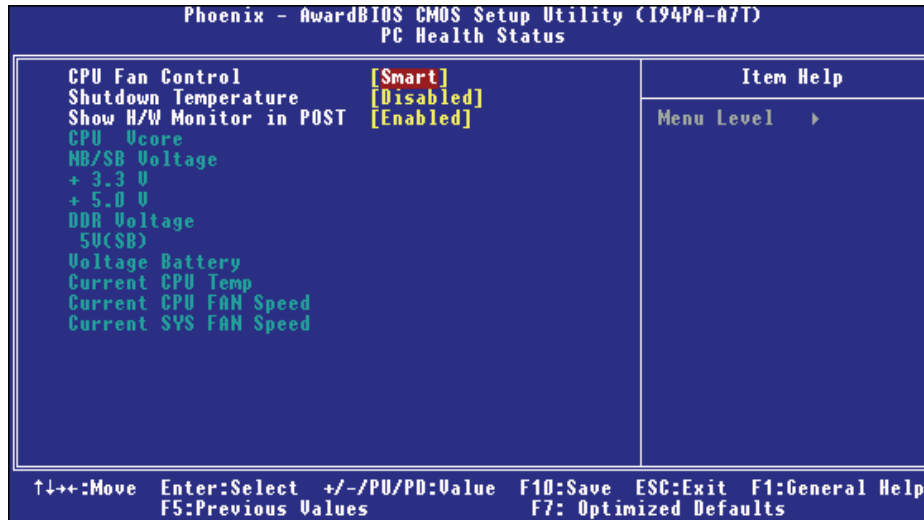 Phoenix - AwardBIOS CMOS Setup Utility (I94PA-A7T)
PC Health Status
CPU Fan Control [Smart]
Shutdown Temperature [Disabled]
Show H/W Monitor in POST [Enabled]
CPU Vcore
NB/SB Voltage
+ 3.3 V
+ 5.0 V
DDR Voltage
5V(SB)
Voltage Battery
Current CPU Temp
Current CPU FAN Speed
Current SYS FAN Speed
Item Help
Menu Level ▸
↑↓→←:Move Enter:Select +/-/PU/PD:Value F10:Save ESC:Exit F1:General Help
F5:Previous Values F7: Optimized Defaults